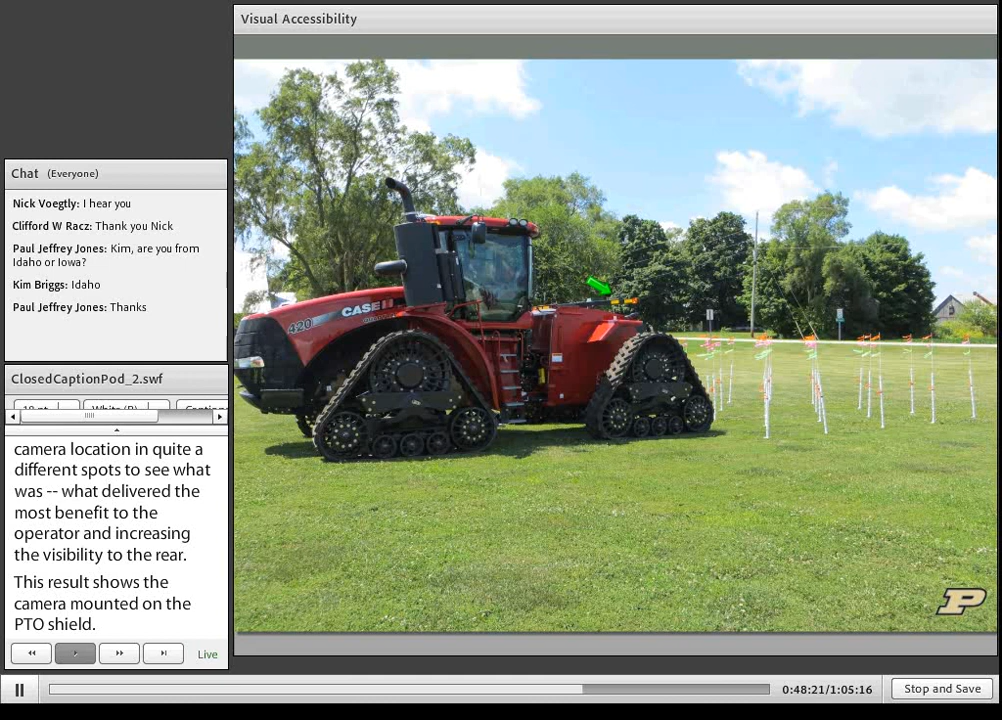 Visual Accessibility
Chat (Everyone)
Nick Voegtly: I hear you
Clifford W Racz: Thank you Nick
Paul Jeffrey Jones: Kim, are you from
Idaho or Iowa?
Kim Briggs: Idaho
Paul Jeffrey Jones: Thanks
ClosedCaptionPod_2.swf
camera location in quite a
different spots to see what
was -- what delivered the
most benefit to the
operator and increasing
the visibility to the rear.
This result shows the
camera mounted on the
PTO shield.
Live
CASE IH
420
P
0:48:21/1:05:16
Stop and Save